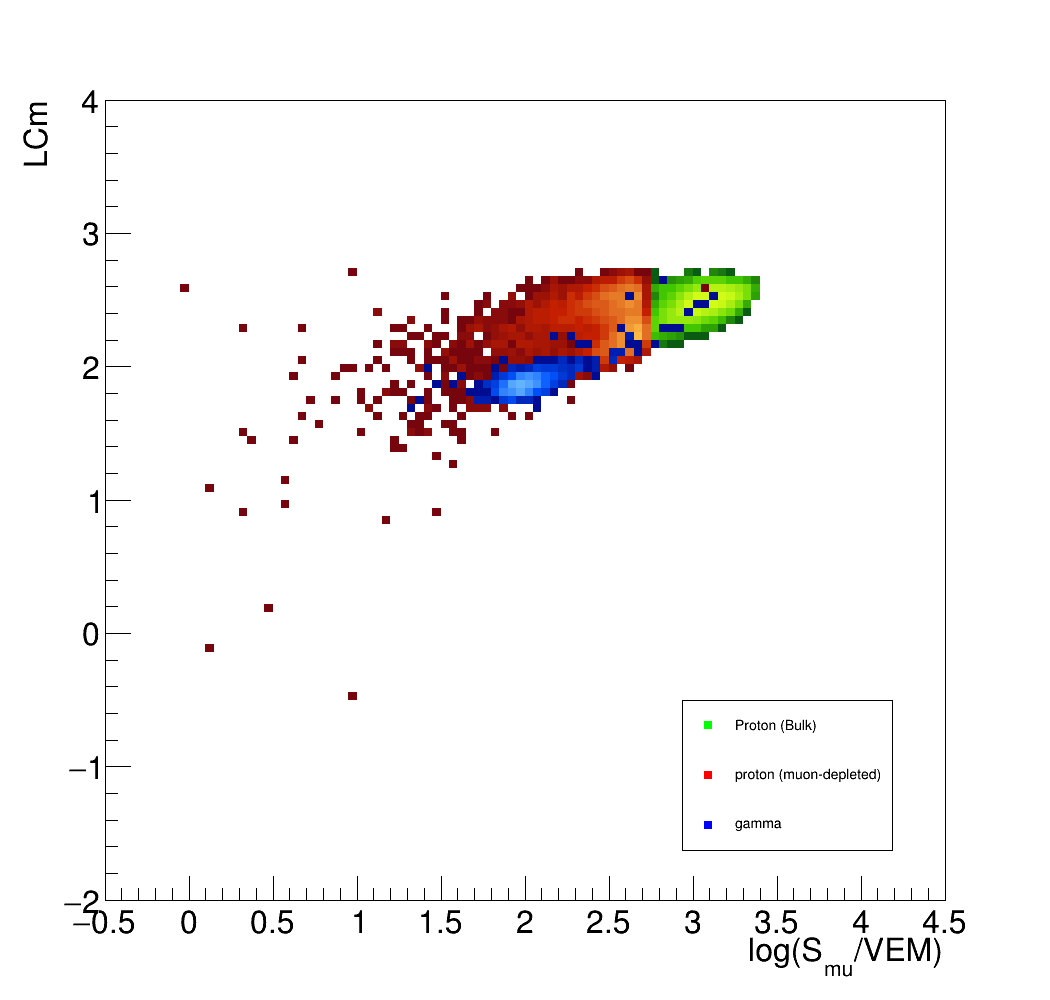 LCm
4
3
2
1
0
−1
−2
−0.5 0 0.5 1 1.5 2 2.5 3 3.5 4 4.5
log(S_mu/VEM)
Proton (Bulk)
proton (muon-depleted)
gamma